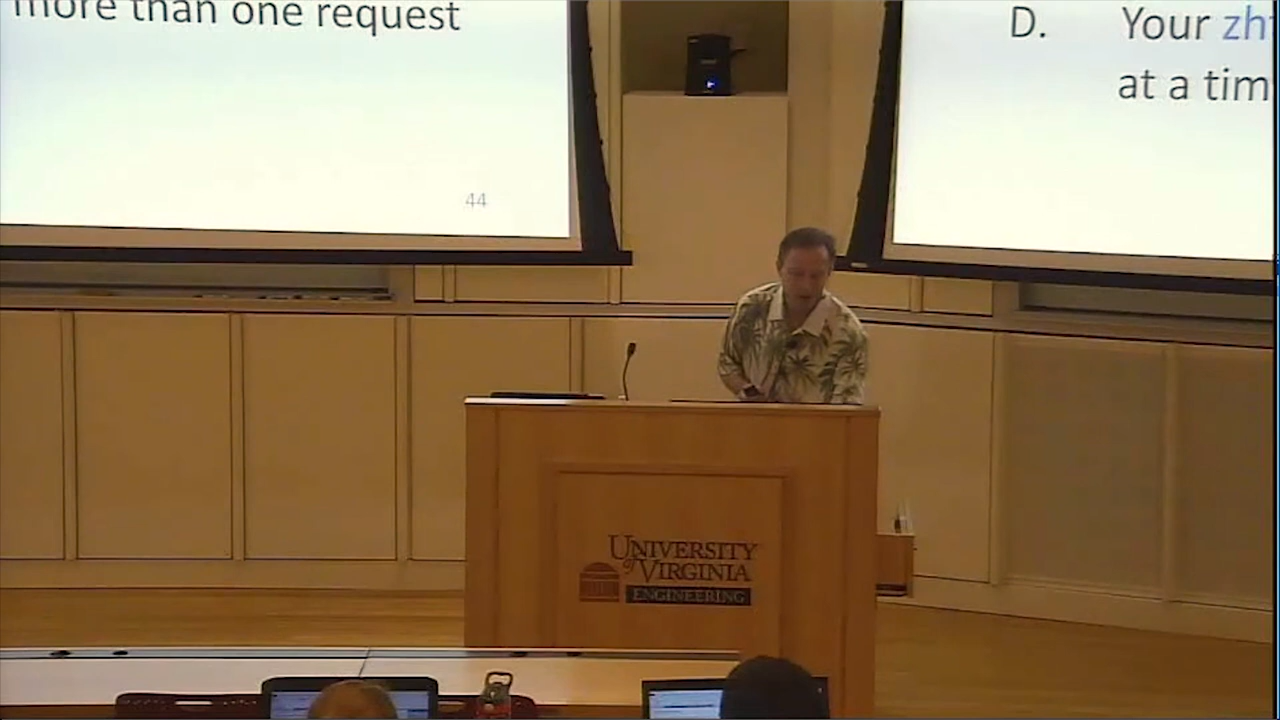 more than one request
44
D. Your zh
at a tim
UNIVERSITY
of VIRGINIA
ENGINEERING